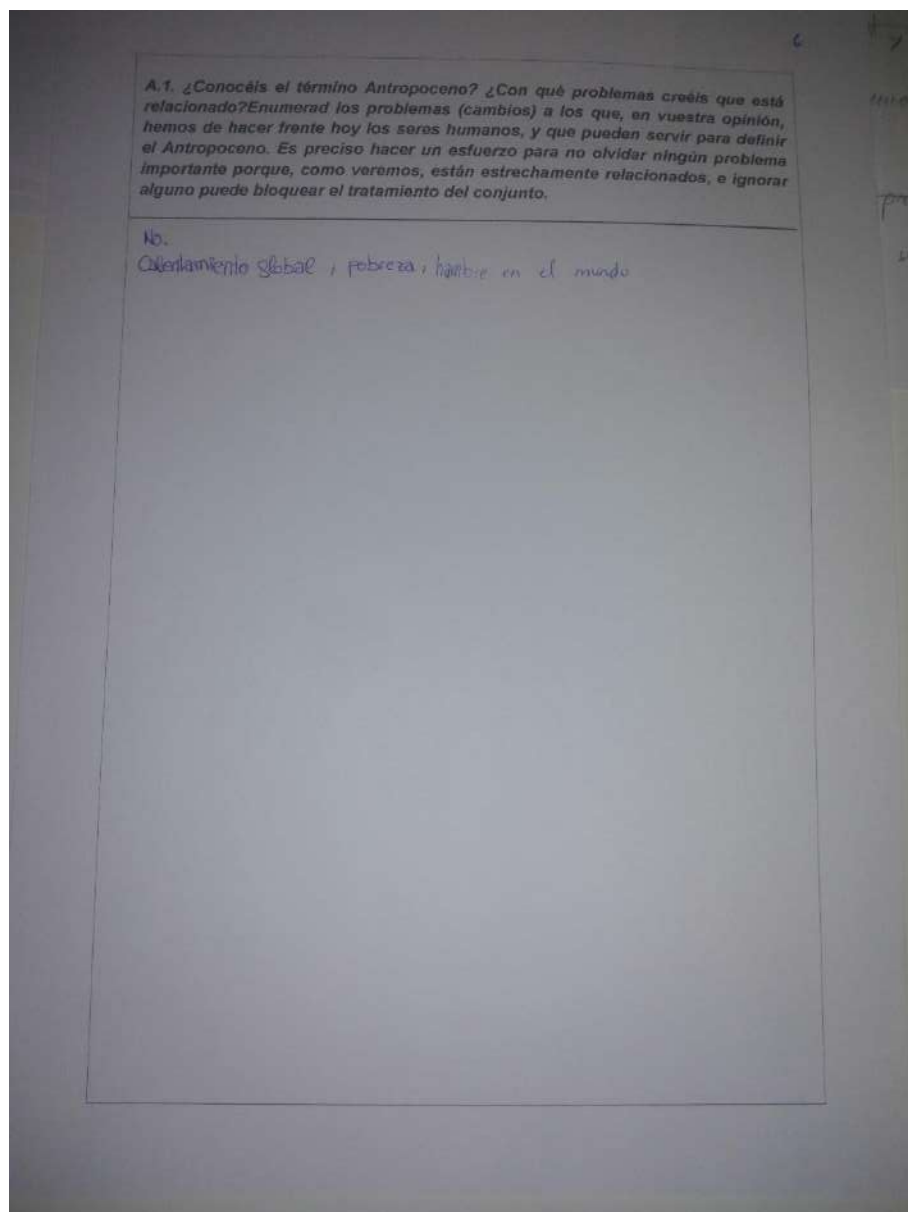 6
A.1. ¿Conocéis el término Antropoceno? ¿Con qué problemas creéis que está
relacionado?Enumerad los problemas (cambios) a los que, en vuestra opinión,
hemos de hacer frente hoy los seres humanos, y que pueden servir para definir
el Antropoceno. Es preciso hacer un esfuerzo para no olvidar ningún problema
importante porque, como veremos, están estrechamente relacionados, e ignorar
alguno puede bloquear el tratamiento del conjunto.
No.
Calentamiento global, pobreza, hambre en el mundo